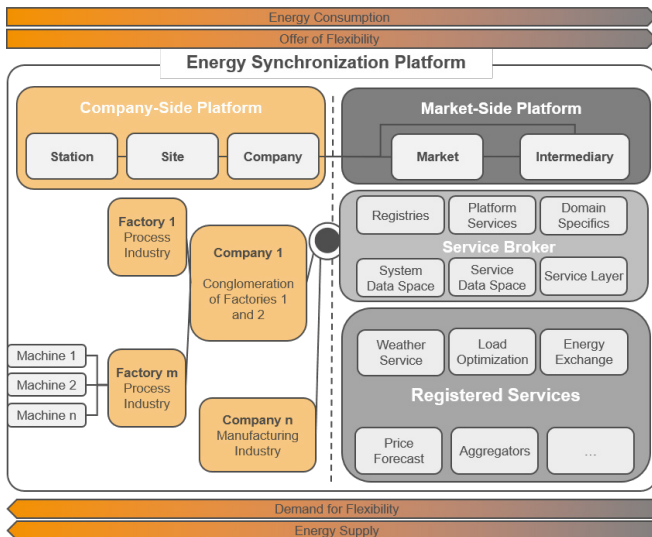 Energy Consumption
Offer of Flexibility
Energy Synchronization Platform
Company-Side Platform
Station
Site
Company
Market-Side Platform
Market
Intermediary
Factory 1
Process
Industry
Company 1
Conglomeration
of Factories 1
and 2
Machine 1
Machine 2
Machine n
Factory m
Process
Industry
Company n
Manufacturing
Industry
Registries
Platform
Services
Domain
Specifics
Service Broker
System
Data Space
Service
Data Space
Service Layer
Weather
Service
Load
Optimization
Energy
Exchange
Registered Services
Price
Forecast
Aggregators
...
Demand for Flexibility
Energy Supply